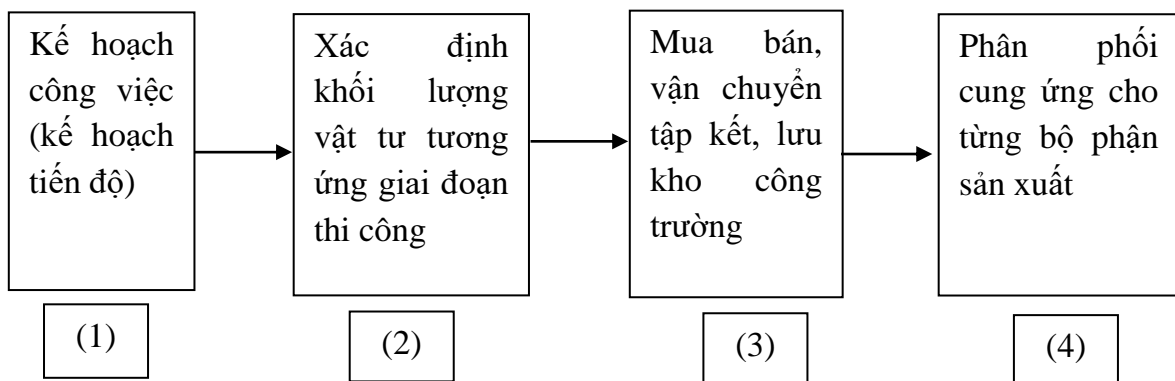 Kế hoạch
công việc
(kế hoạch
tiến độ)
Xác định
khối lượng
vật tư tương
ứng giai đoạn
thi công
Mua bán,
vận chuyển
tập kết, lưu
kho công
trường
Phân phối
cung ứng cho
từng bộ phận
sản xuất
(1)
(2)
(3)
(4)